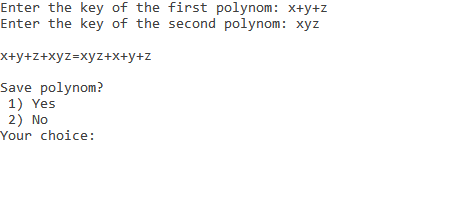 Enter the key of the first polynom: x+y+z
Enter the key of the second polynom: xyz
x+y+z+xyz=xyz+x+y+z
Save polynom?
1) Yes
2) No
Your choice: